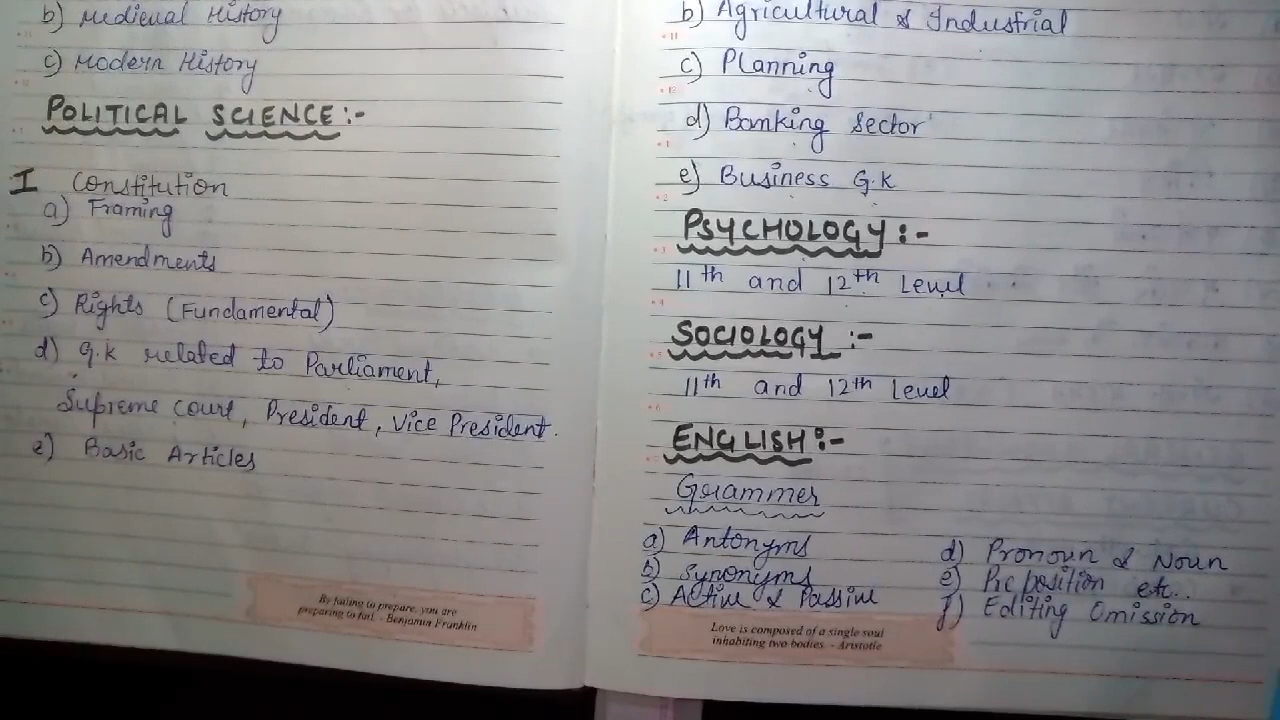 b) Medieval History
c) Modern History
POLITICAL SCIENCE:-
I Constitution
a) Framing
b) Amendments
c) Rights (Fundamental)
d) G.K related to Parliament,
Supreme Court, President, Vice President.
e) Basic Articles
By failing to prepare, you are
preparing to fail. - Benjamin Franklin
b) Agricultural & Industrial
c) Planning
d) Banking Sector
e) Business G.K
PSYCHOLOGY:-
11th and 12th Level
SOCIOLOGY:-
11th and 12th Level
ENGLISH:-
Grammer
a) Antonyms
b) Synonyms
c) Active & Passive
d) Pronoun & Noun
e) Preposition etc..
f) Editing Omission
Love is composed of a single soul
inhabiting two bodies. - Aristotle